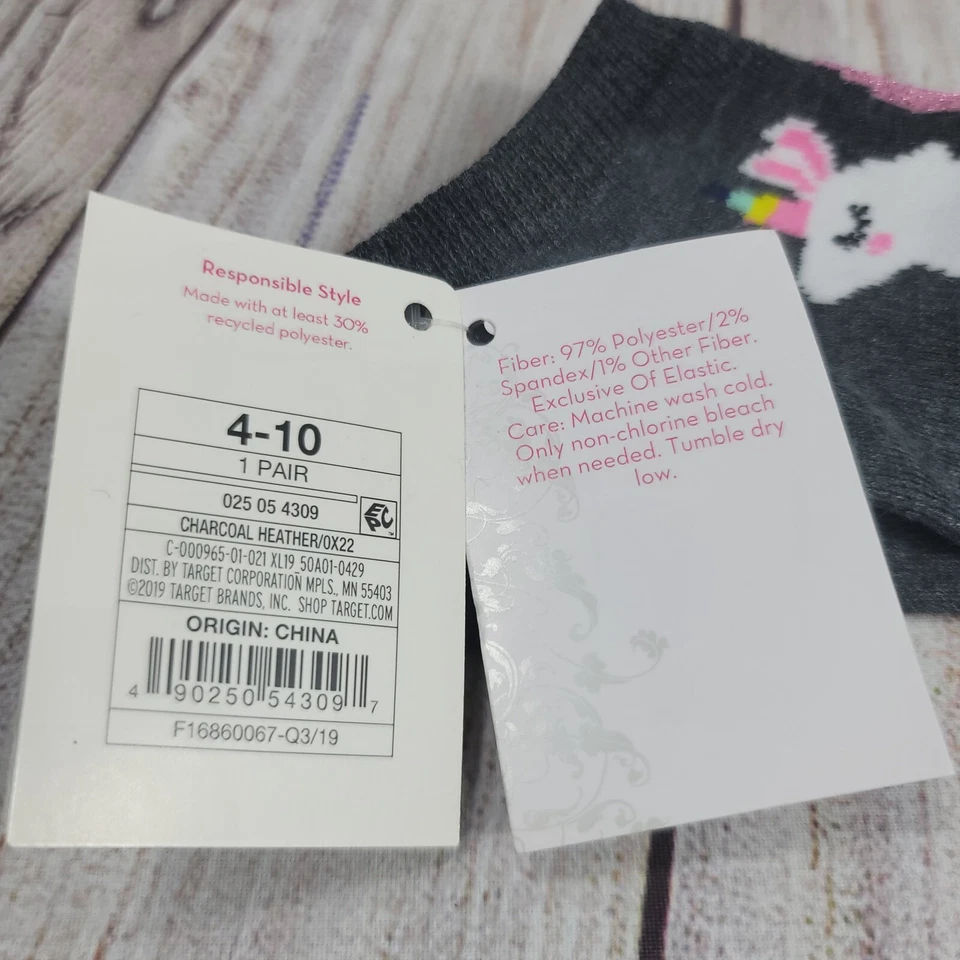 Responsible Style
Made with at least 30%
recycled polyester.
4-10
1 PAIR
025 05 4309
EPC
™
CHARCOAL HEATHER/0X22
C-000965-01-021 XL19_50A01-0429
DIST. BY TARGET CORPORATION MPLS., MN 55403
©2019 TARGET BRANDS, INC. SHOP TARGET.COM
ORIGIN: CHINA
4 90250 54309 7
F16860067-Q3/19
Fiber: 97% Polyester/2%
Spandex/1% Other Fiber.
Exclusive Of Elastic.
Care: Machine wash cold.
Only non-chlorine bleach
when needed. Tumble dry
low.